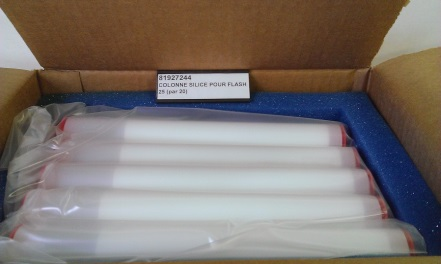 81927244
COLONNE SILICE POUR FLASH
25 (par 20)